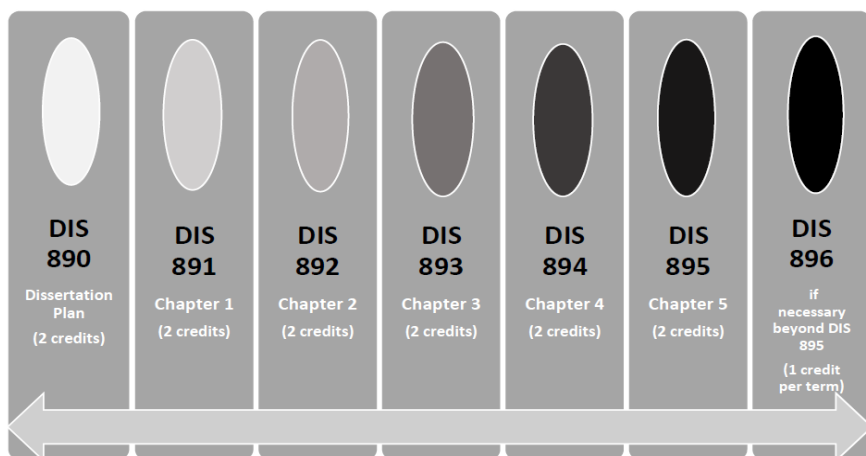 DIS
890
Dissertation
Plan
(2 credits)
DIS
891
Chapter 1
(2 credits)
DIS
892
Chapter 2
(2 credits)
DIS
893
Chapter 3
(2 credits)
DIS
894
Chapter 4
(2 credits)
DIS
895
Chapter 5
(2 credits)
DIS
896
if
necessary
beyond DIS
895
(1 credit
per term)